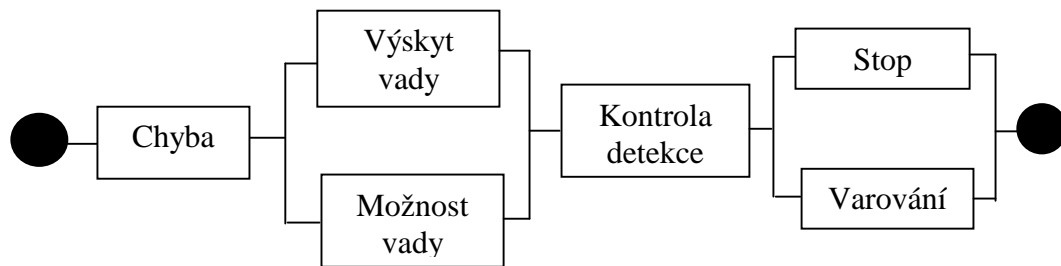 Chyba
Výskyt
vady
Možnost
vady
Kontrola
detekce
Stop
Varování